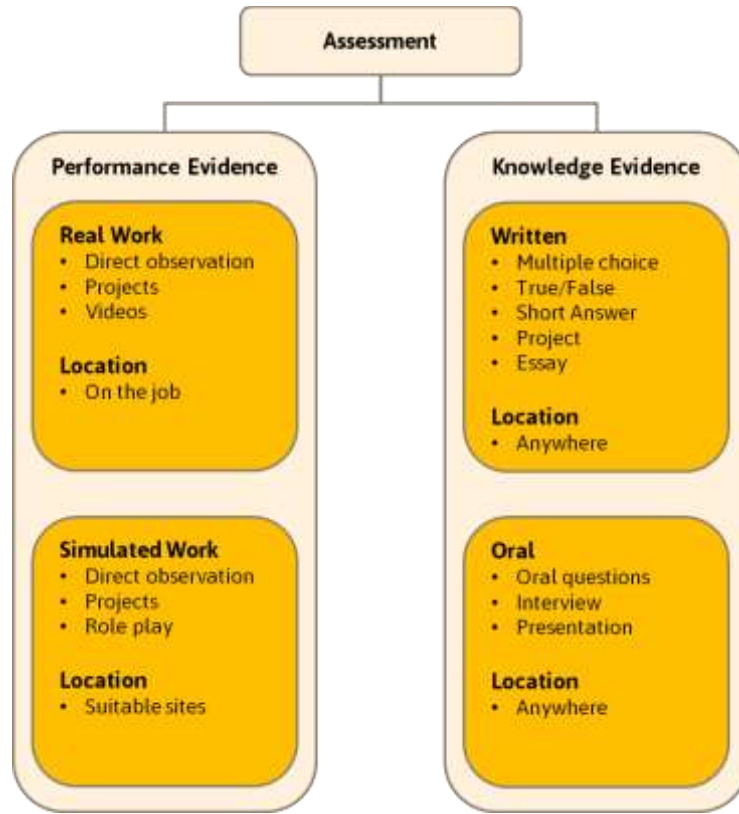 Assessment
Performance Evidence
Real Work
• Direct observation
• Projects
• Videos
Location
• On the job
Simulated Work
• Direct observation
• Projects
• Role play
Location
• Suitable sites
Knowledge Evidence
Written
• Multiple choice
• True/False
• Short Answer
• Project
• Essay
Location
• Anywhere
Oral
• Oral questions
• Interview
• Presentation
Location
• Anywhere